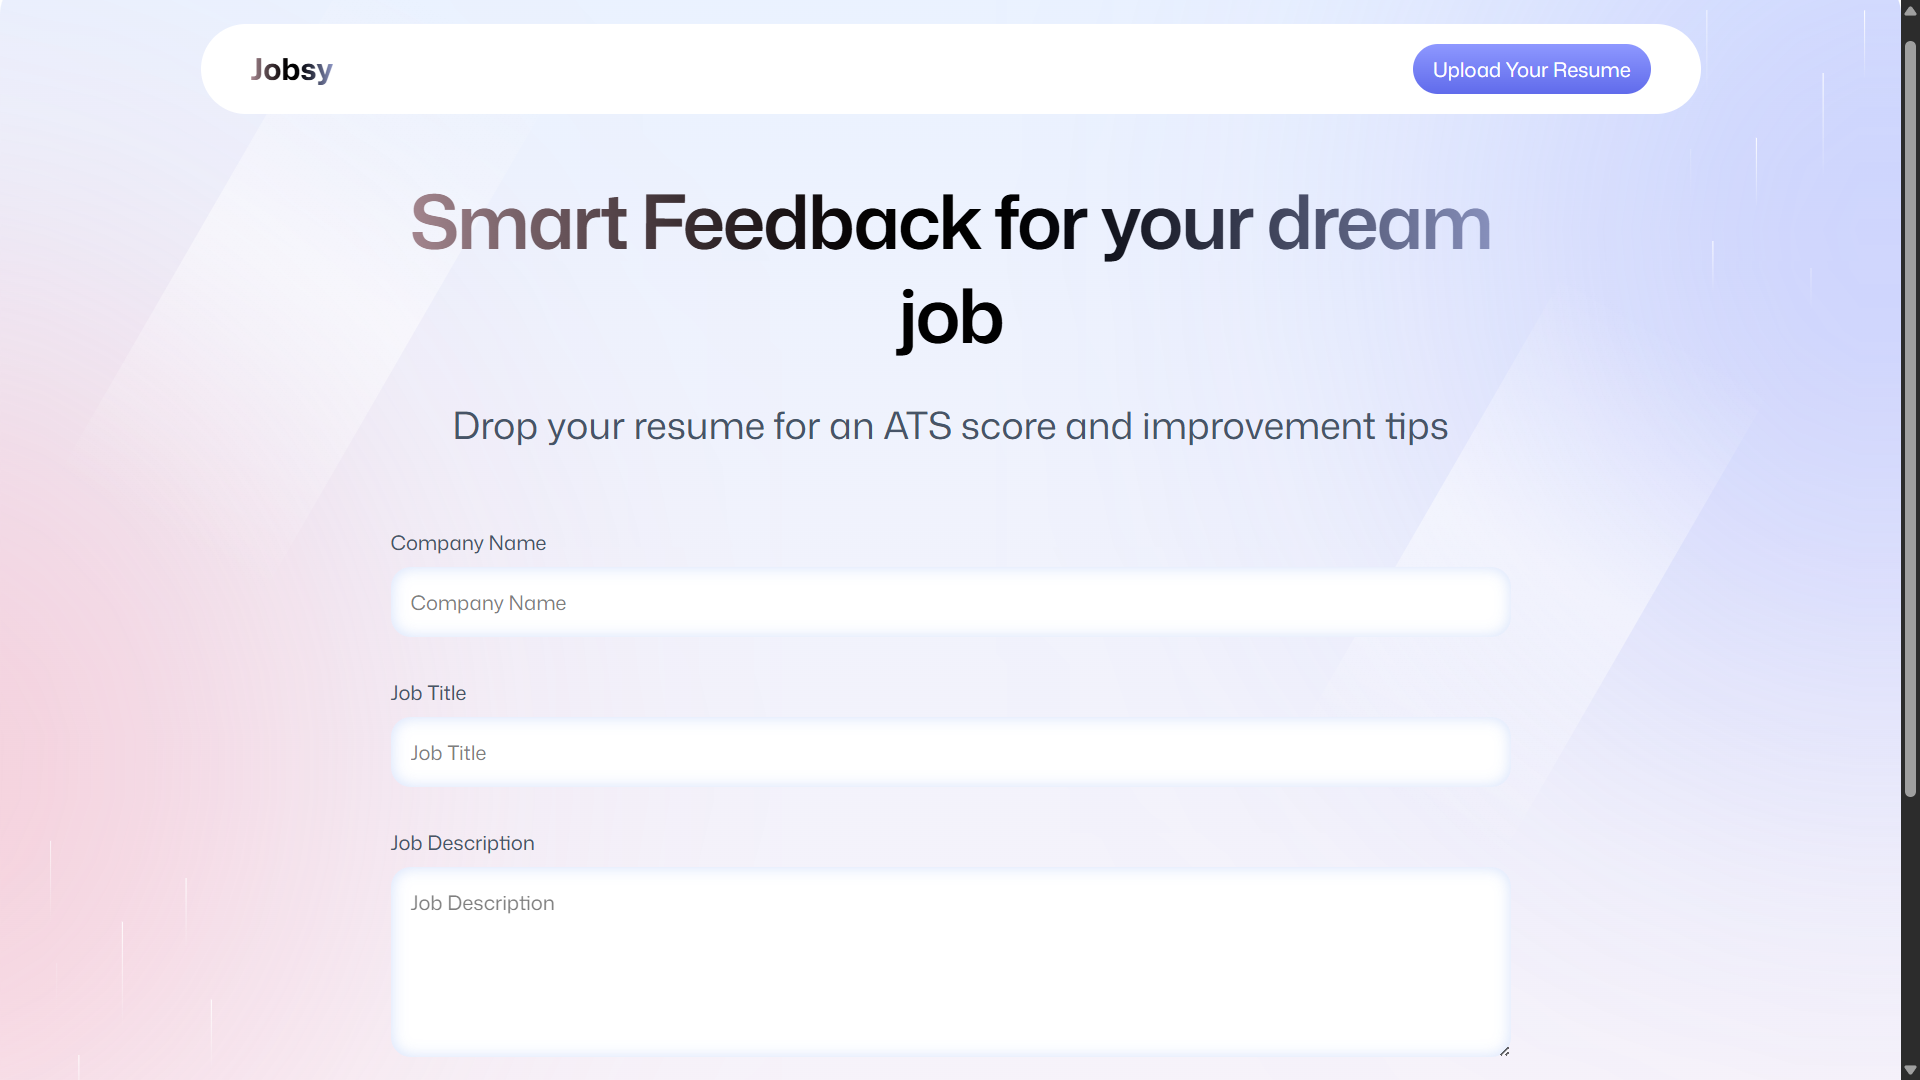 Jobsy
Upload Your Resume
Smart Feedback for your dream
job
Drop your resume for an ATS score and improvement tips
Company Name
Company Name
Job Title
Job Title
Job Description
Job Description